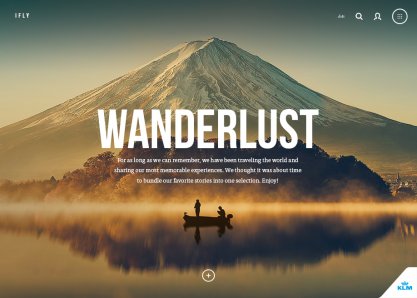 IFLY
WANDERLUST
For as long as we can remember, we have been traveling the world and
sharing our most memorable experiences. We thought it was about time
to bundle our favorite stories into one selection. Enjoy!
KLM